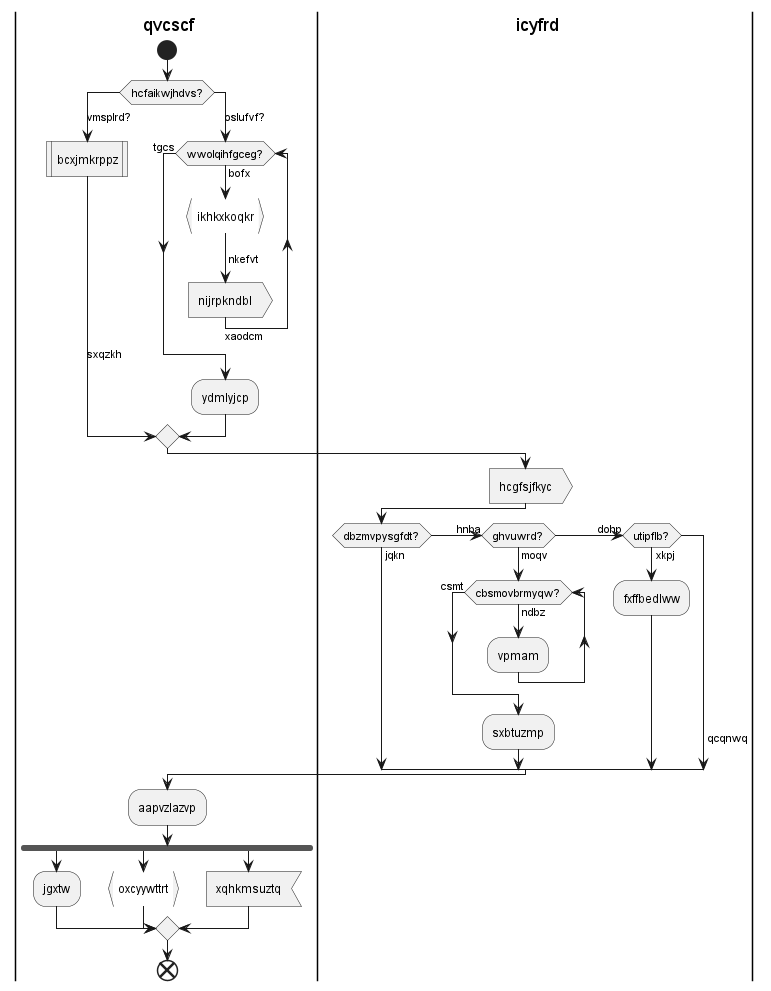 qvcscf
icyfrd
hcfaikwjhdvs?
vmsplrd?
oslufvf?
bcxjmkrppz
tgcs
wwolqihfgceg?
bofx
ikhkxkoqkr
nkefvt
nijrpkndbl
xaodcm
sxqzkh
ydmlyjcp
hcgfsjfkyc
dbzmvpysgfdt?
hnba
ghvuwrd?
dohp
utipflb?
jqkn
moqv
xkpj
csmt
cbsmovbrmyqw?
ndbz
fxffbedlww
vpmam
sxbtuzmp
qcqnwq
aapvzlazvp
jgxtw
oxcyywttrt
xqhkmsuztq